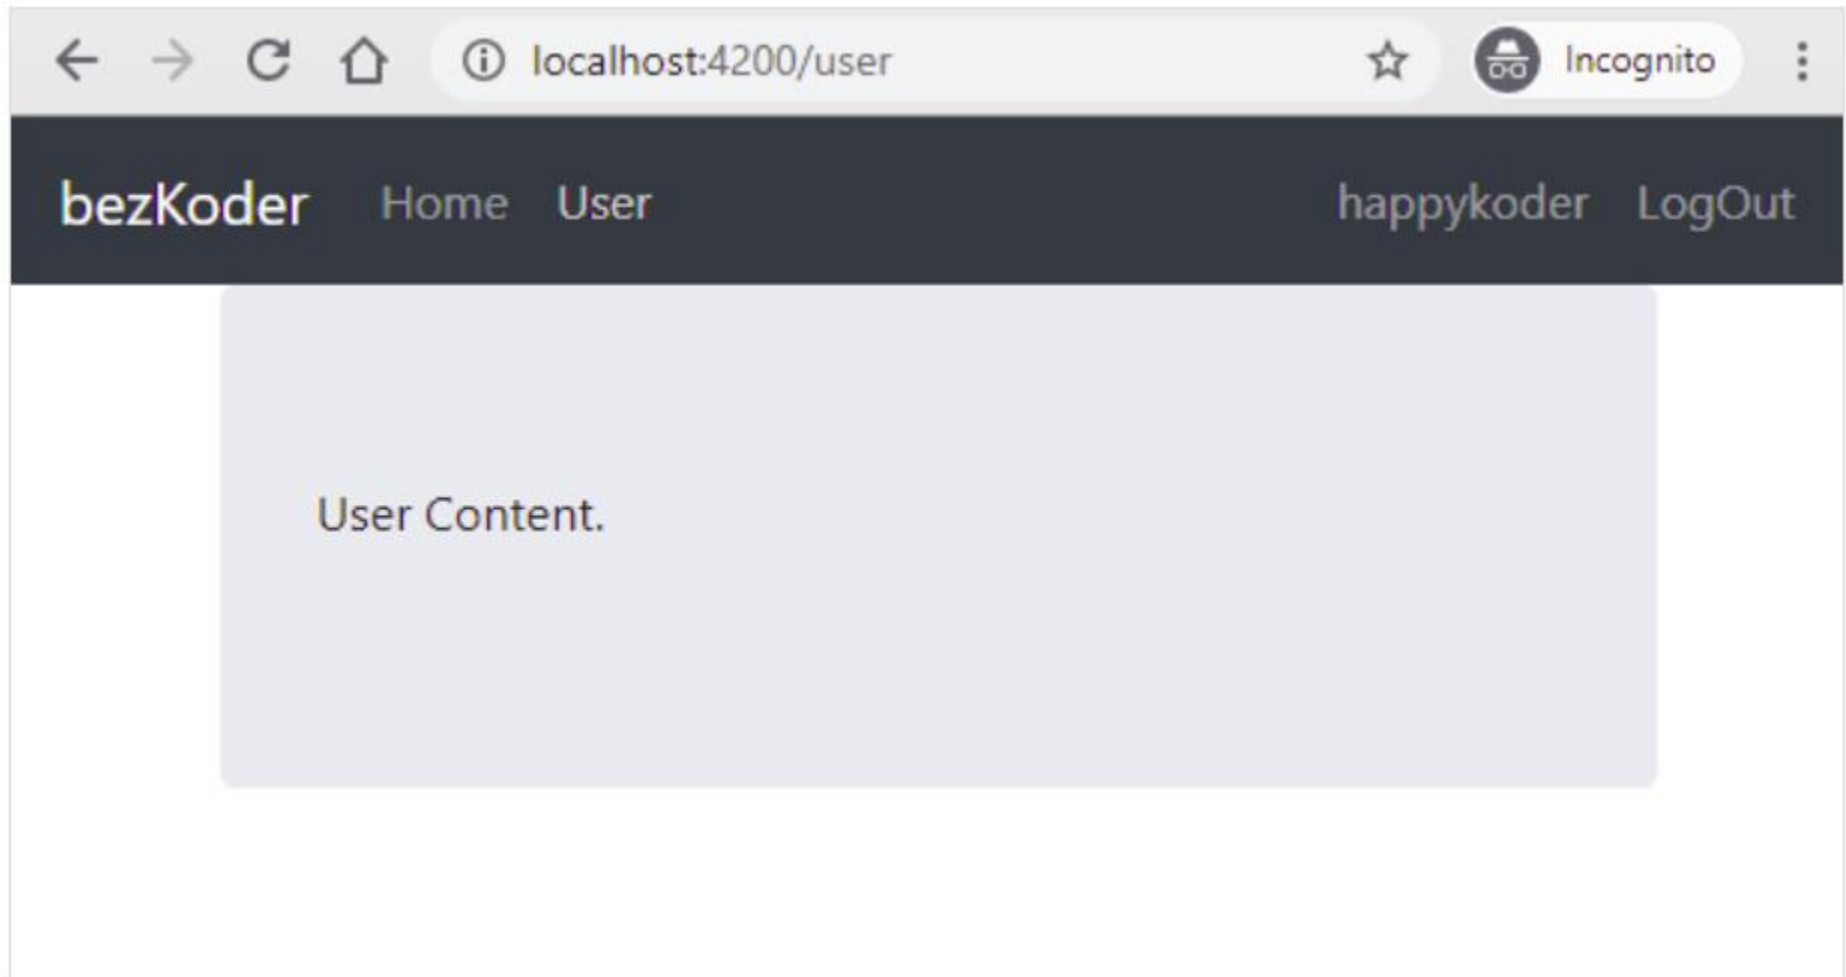 localhost:4200/user Incognito
bezKoder Home User happykoder LogOut
User Content.